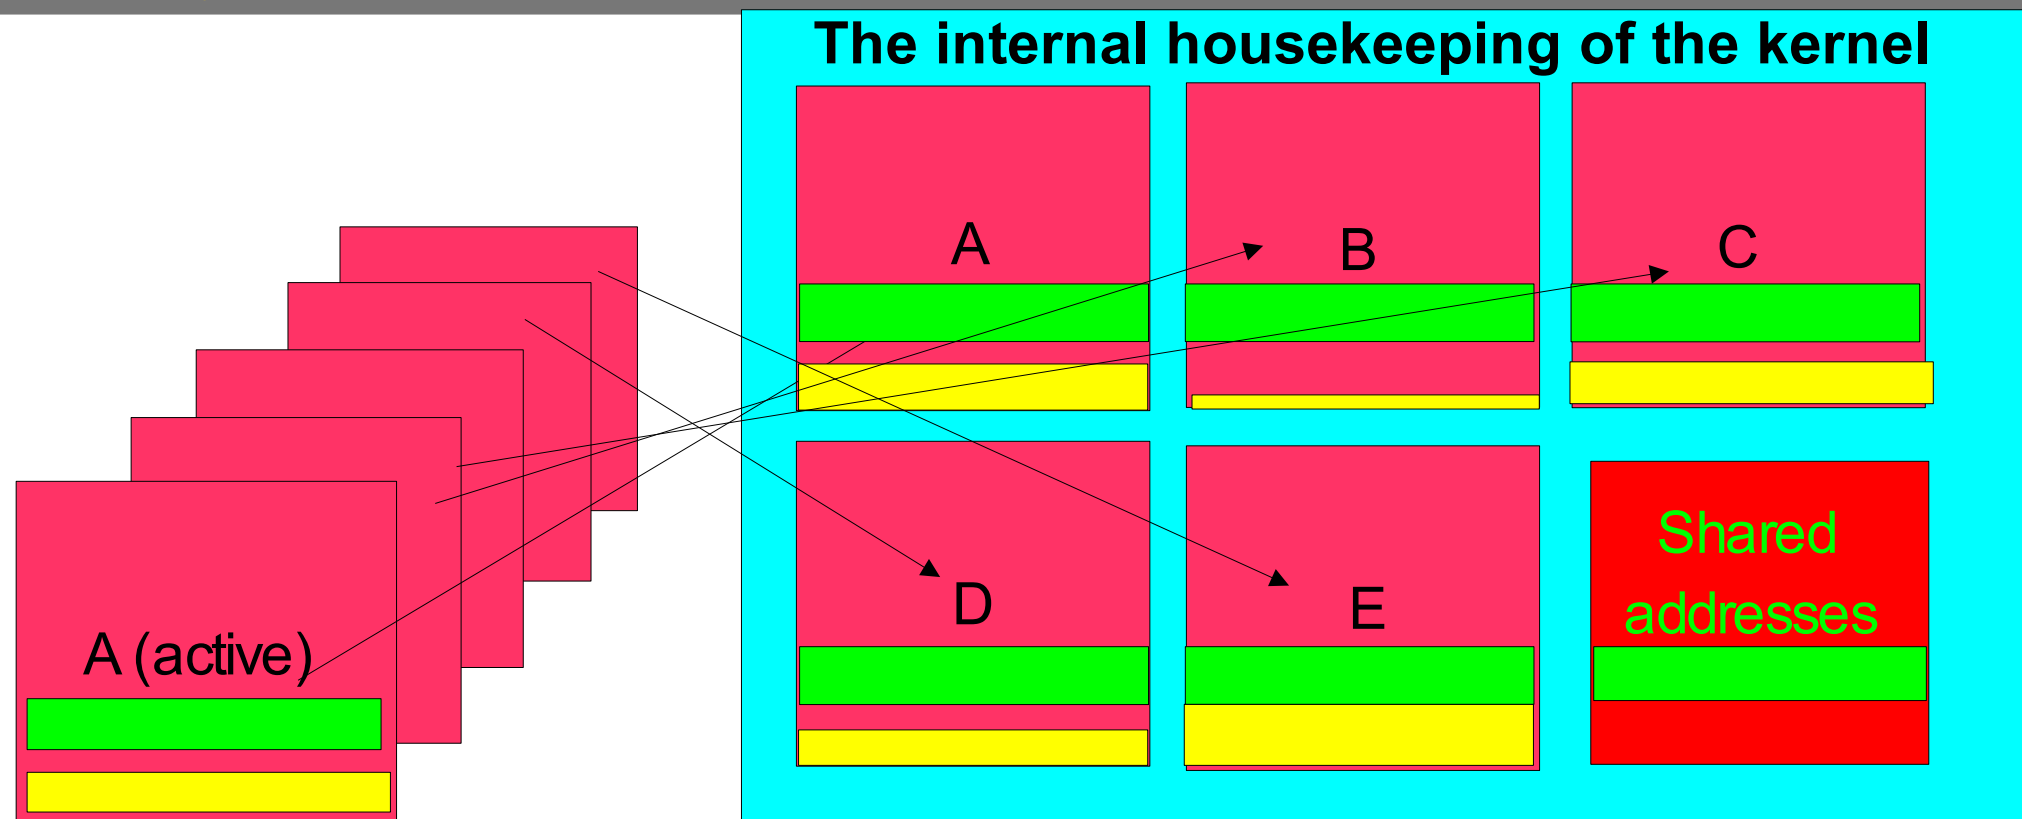 The internal housekeeping of the kernel
A
B
C
A (active)
D
E
Shared
addresses